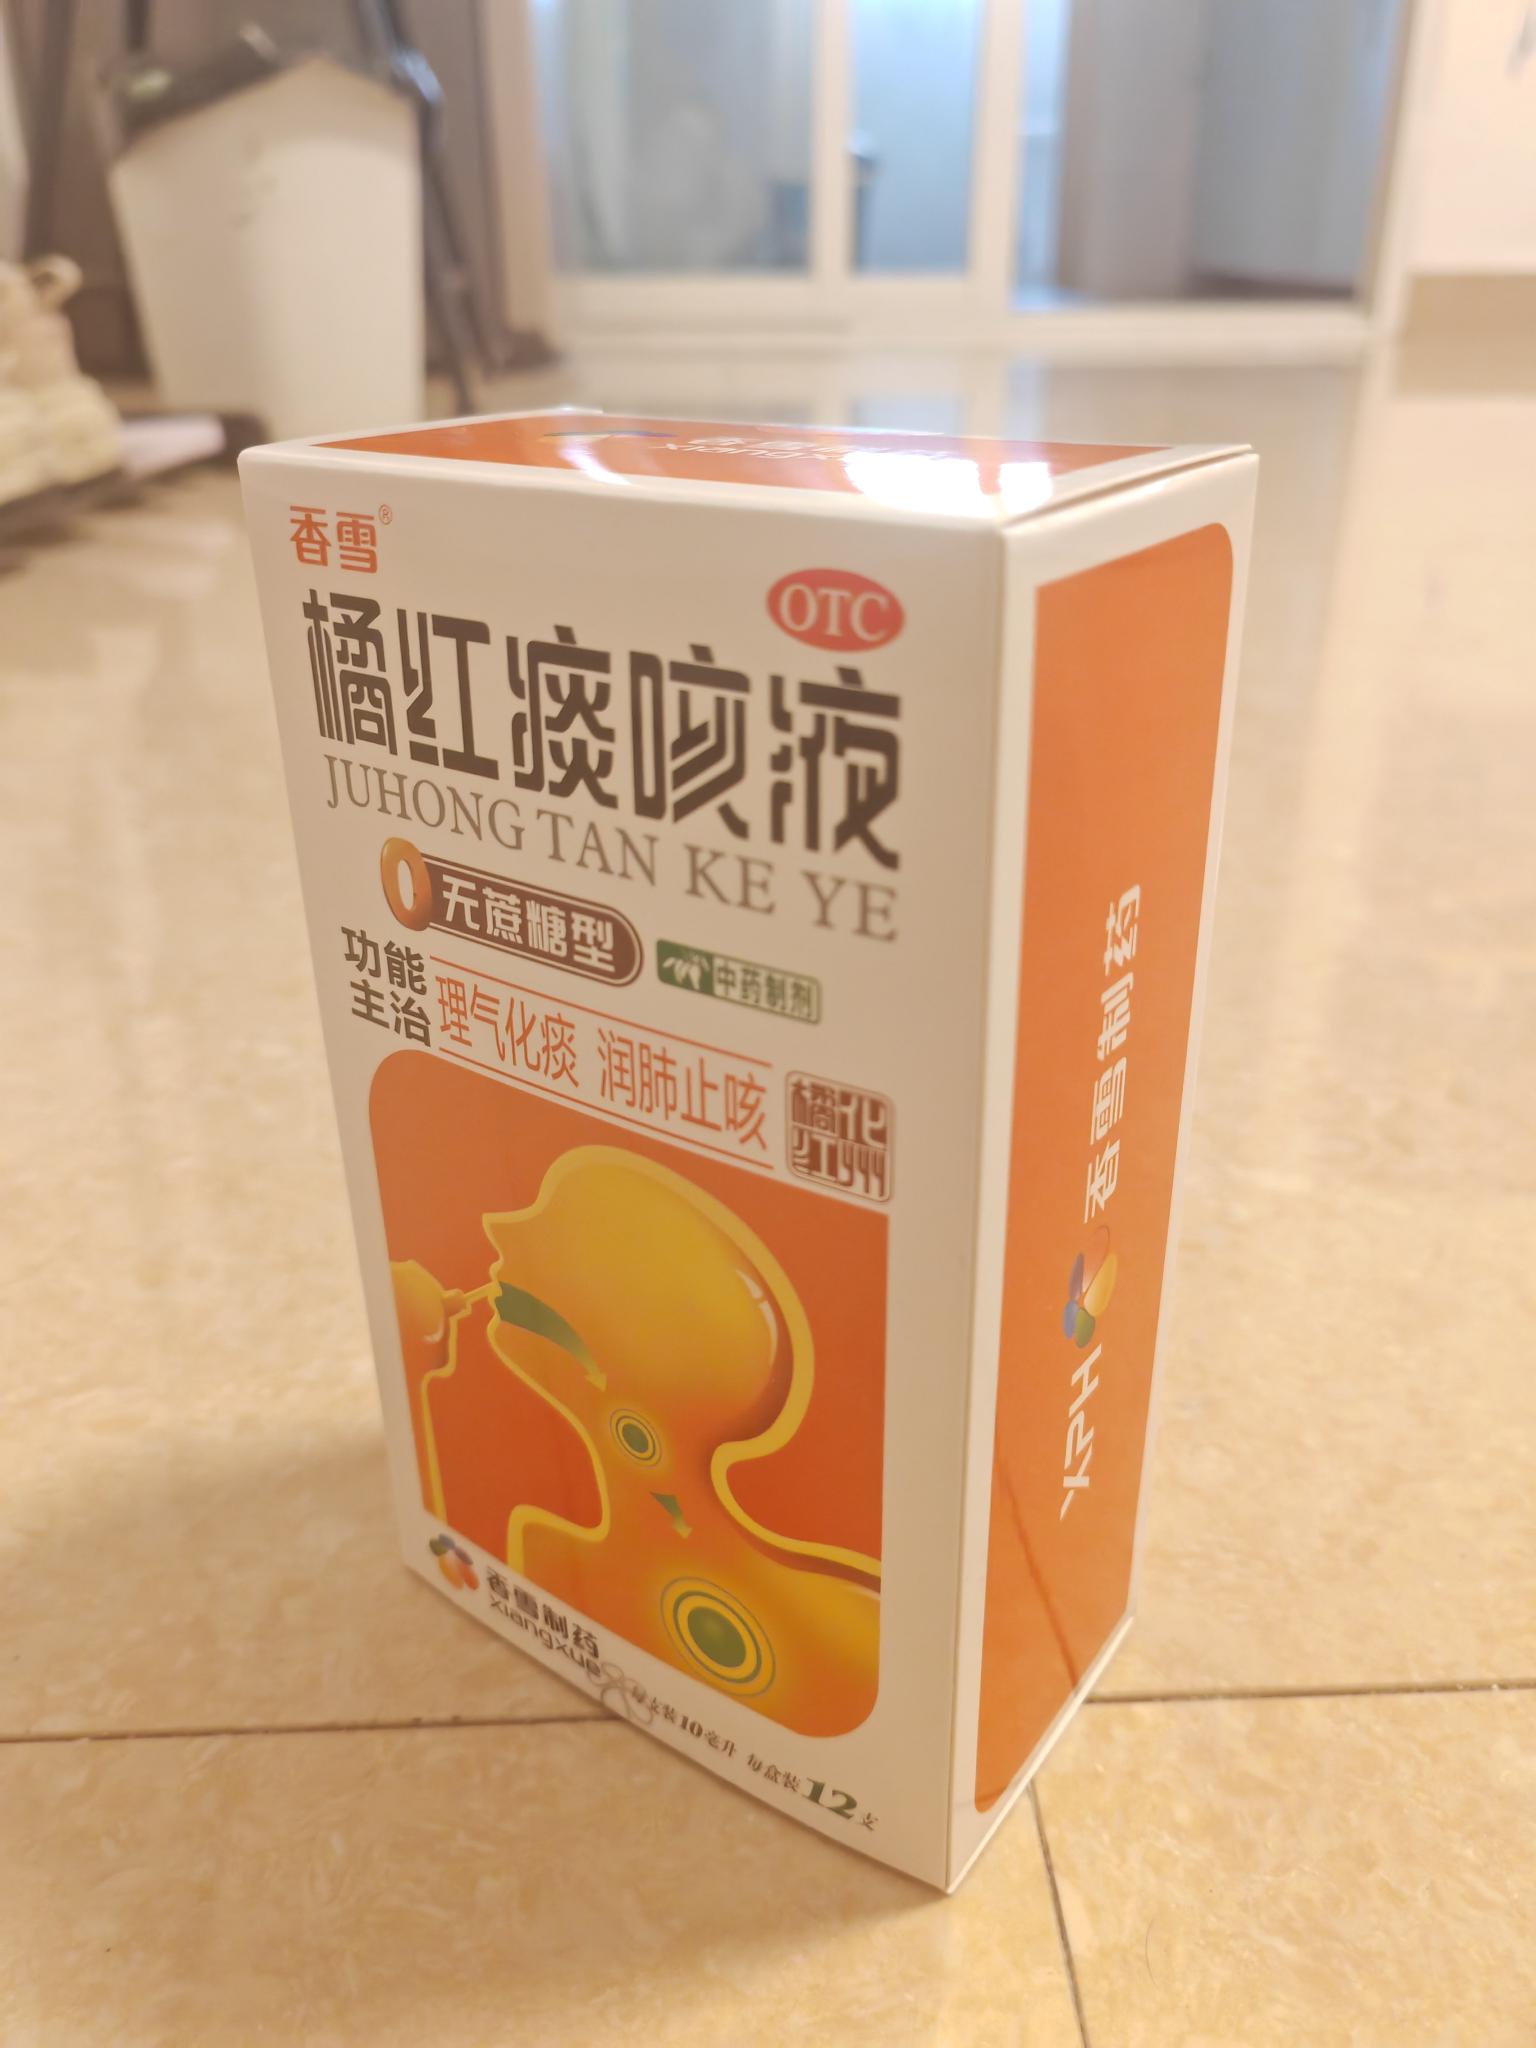 香雪®
OTC
橘红痰咳液
JUHONG TAN KE YE
0 无蔗糖型
中药制剂
功能主治
理气化痰 润肺止咳
化州橘红
香雪制药
xiangxue
每支装10毫升 每盒装12支
XPH 香雪制药